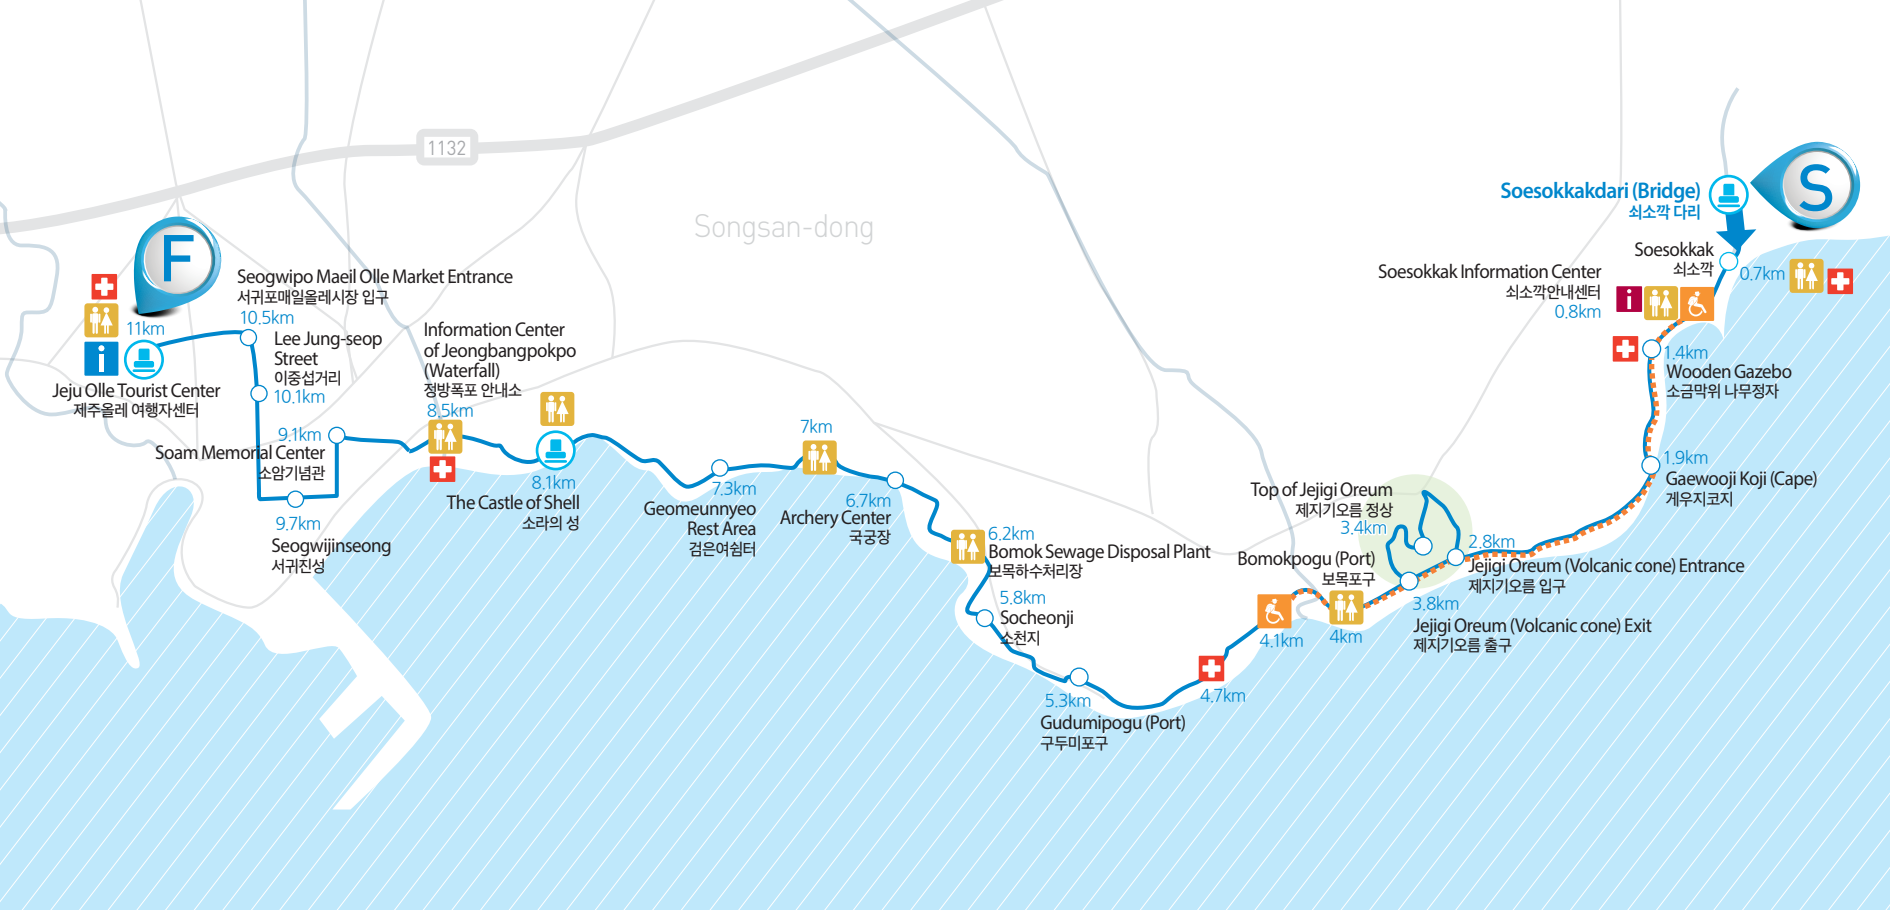 1132
Songsan-dong
S
Soesokkakdari (Bridge)
쇠소깍 다리
Soesokkak
쇠소깍
0.7km
Soesokkak Information Center
쇠소깍안내센터
0.8km
i
1.4km
Wooden Gazebo
소금막위 나무정자
1.9km
Gaewooji Koji (Cape)
게우지코지
2.8km
Jejigi Oreum (Volcanic cone) Entrance
제지기오름 입구
Top of Jejigi Oreum
제지기오름 정상
3.4km
3.8km
Jejigi Oreum (Volcanic cone) Exit
제지기오름 출구
Bomokpogu (Port)
보목포구
4km
4.1km
4.7km
5.3km
Gudumipogu (Port)
구두미포구
5.8km
Socheonji
소천지
6.2km
Bomok Sewage Disposal Plant
보목하수처리장
6.7km
Archery Center
국궁장
7km
7.3km
Geomeunnyeo
Rest Area
검은여쉼터
8.1km
The Castle of Shell
소라의 성
Information Center
of Jeongbangpokpo
(Waterfall)
정방폭포 안내소
8.5km
9.1km
Soam Memorial Center
소암기념관
9.7km
Seogwijinseong
서귀진성
Lee Jung-seop
Street
이중섭거리
10.1km
Seogwipo Maeil Olle Market Entrance
서귀포매일올레시장 입구
10.5km
F
11km
i
Jeju Olle Tourist Center
제주올레 여행자센터